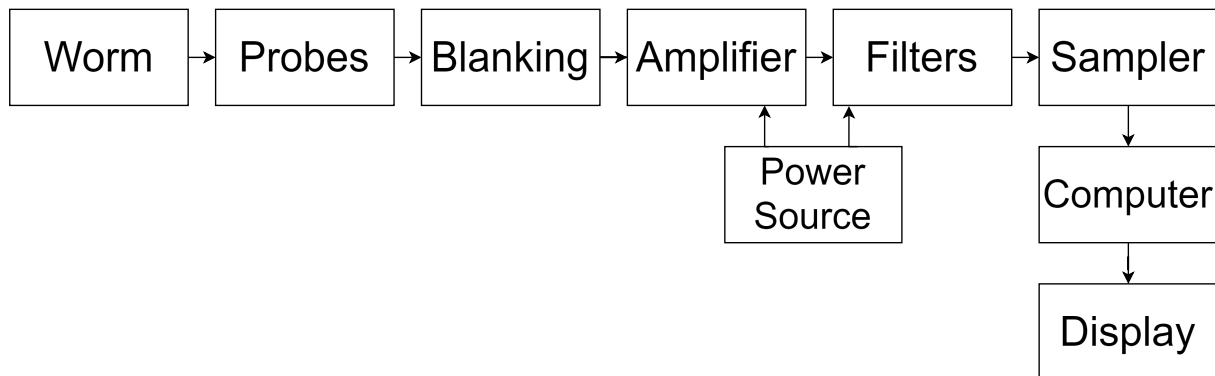 Worm
Probes
Blanking
Amplifier
Filters
Sampler
Power
Source
Computer
Display